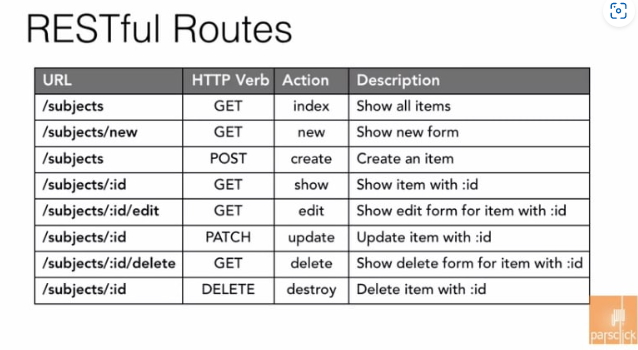 RESTful Routes
URL HTTP Verb Action Description
/subjects GET index Show all items
/subjects/new GET new Show new form
/subjects POST create Create an item
/subjects/:id GET show Show item with :id
/subjects/:id/edit GET edit Show edit form for item with :id
/subjects/:id PATCH update Update item with :id
/subjects/:id/delete GET delete Show delete form for item with :id
/subjects/:id DELETE destroy Delete item with :id
parsclick